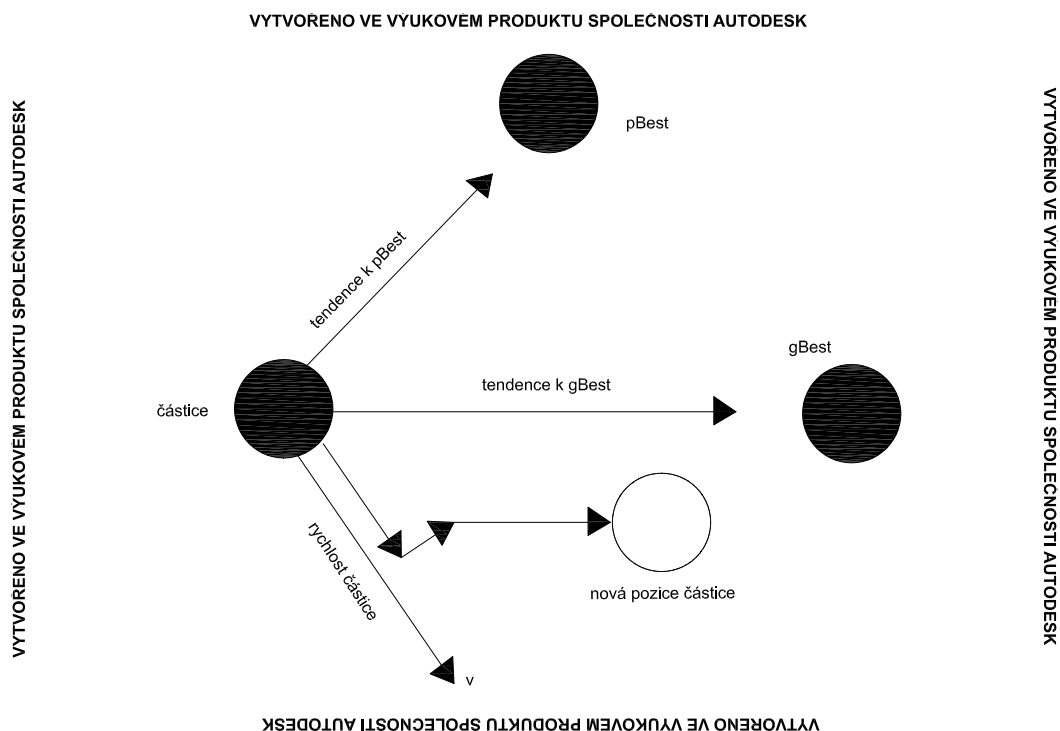 VYTVOŘENO VE VÝUKOVÉM PRODUKTU SPOLEČNOSTI AUTODESK
VYTVOŘENO VE VÝUKOVÉM PRODUKTU SPOLEČNOSTI AUTODESK
VYTVOŘENO VE VÝUKOVÉM PRODUKTU SPOLEČNOSTI AUTODESK
pBest
tendence k pBest
gBest
tendence k gBest
částice
rychlost částice
nová pozice částice
v
VYTVOŘENO VE VÝUKOVÉM PRODUKTU SPOLEČNOSTI AUTODESK